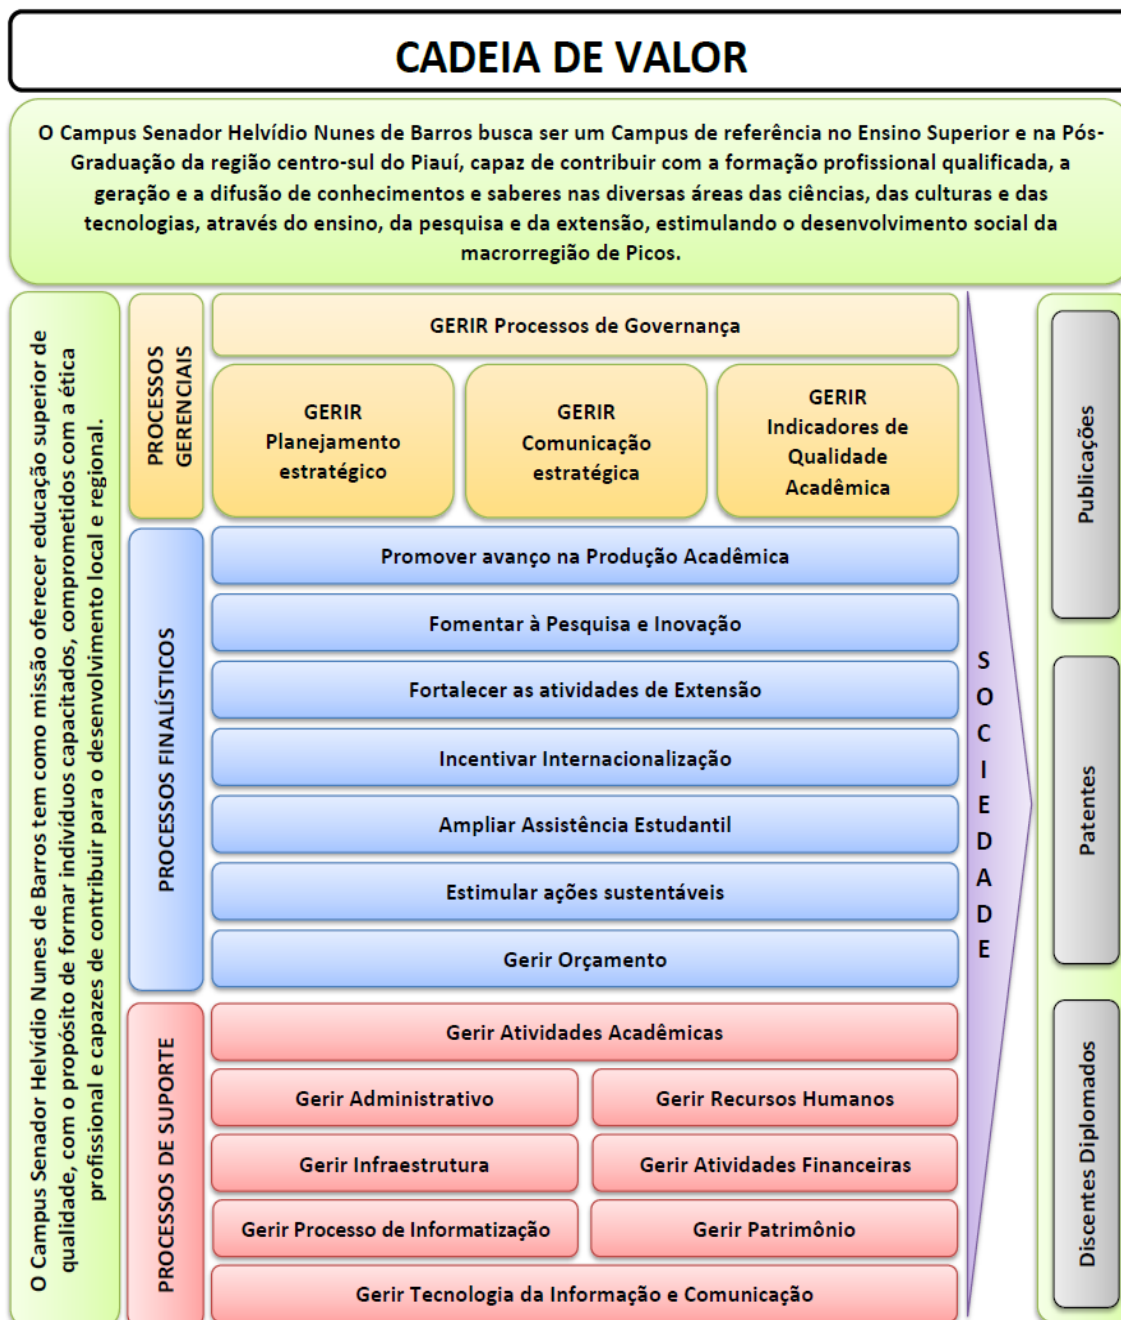 CADEIA DE VALOR
O Campus Senador Helvídio Nunes de Barros busca ser um Campus de referência no Ensino Superior e na Pós-
Graduação da região centro-sul do Piauí, capaz de contribuir com a formação profissional qualificada, a
geração e a difusão de conhecimentos e saberes nas diversas áreas das ciências, das culturas e das
tecnologias, através do ensino, da pesquisa e da extensão, estimulando o desenvolvimento social da
macrorregião de Picos.
O Campus Senador Helvídio Nunes de Barros tem como missão oferecer educação superior de
qualidade, com o propósito de formar indivíduos capacitados, comprometidos com a ética
profissional e capazes de contribuir para o desenvolvimento local e regional.
PROCESSOS
GERENCIAIS
GERIR Processos de Governança
GERIR
Planejamento
estratégico
GERIR
Comunicação
estratégica
GERIR
Indicadores de
Qualidade
Acadêmica
PROCESSOS FINALÍSTICOS
Promover avanço na Produção Acadêmica
Fomentar à Pesquisa e Inovação
Fortalecer as atividades de Extensão
Incentivar Internacionalização
Ampliar Assistência Estudantil
Estimular ações sustentáveis
Gerir Orçamento
PROCESSOS DE SUPORTE
Gerir Atividades Acadêmicas
Gerir Administrativo
Gerir Recursos Humanos
Gerir Infraestrutura
Gerir Atividades Financeiras
Gerir Processo de Informatização
Gerir Patrimônio
Gerir Tecnologia da Informação e Comunicação
SOCIEDADE
Publicações
Patentes
Discentes Diplomados